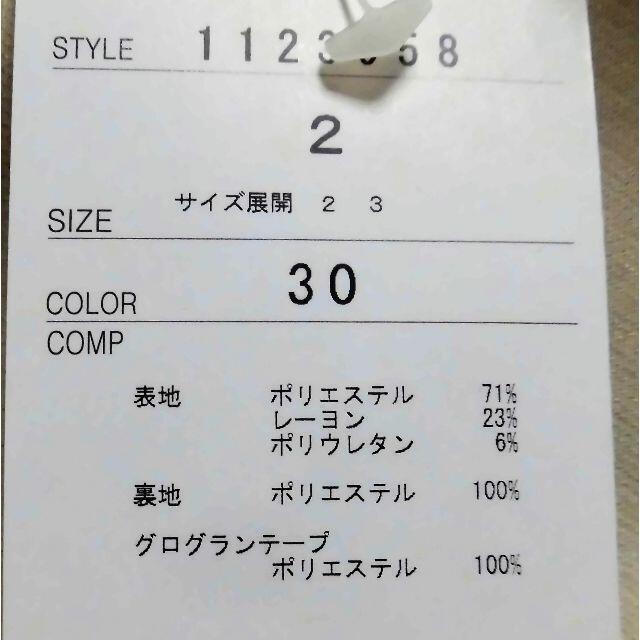 STYLE
2
サイズ展開 2 3
SIZE
30
COLOR
COMP
表地 ポリエステル 71%
レーヨン 23%
ポリウレタン 6%
裏地 ポリエステル 100%
グログランテープ
ポリエステル 100%